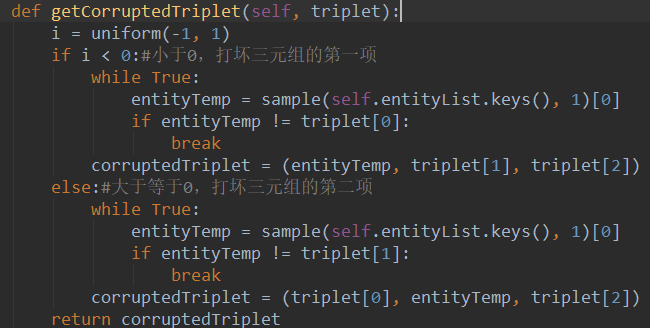 def getCorruptedTriplet(self, triplet):
    i = uniform(-1, 1)
    if i < 0:#小于0，打坏三元组的第一项
        while True:
            entityTemp = sample(self.entityList.keys(), 1)[0]
            if entityTemp != triplet[0]:
                break
        corruptedTriplet = (entityTemp, triplet[1], triplet[2])
    else:#大于等于0，打坏三元组的第二项
        while True:
            entityTemp = sample(self.entityList.keys(), 1)[0]
            if entityTemp != triplet[1]:
                break
        corruptedTriplet = (triplet[0], entityTemp, triplet[2])
    return corruptedTriplet